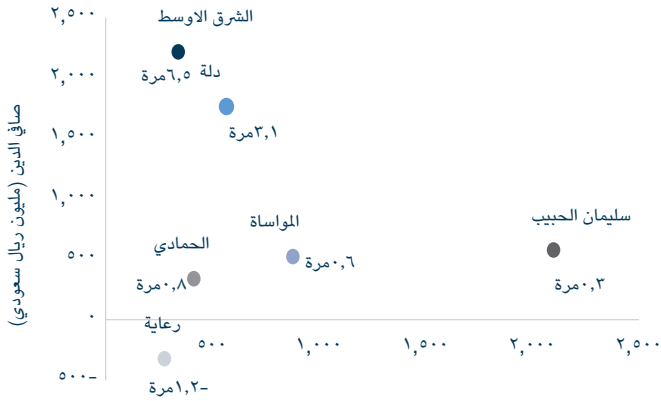 الشرق الاوسط
٢,٥٠٠
٦,٥مرة
دلة
٢,٠٠٠
٣,١مرة
١,٥٠٠
صافي الدين (مليون ريال سعودي)
١,٠٠٠
سليمان الحبيب
المواساة
الحمادي
٥٠٠
٠,٦مرة
٠,٨مرة
٠,٣مرة
٠
رعاية
٥٠٠
١,٠٠٠
١,٥٠٠
٢,٠٠٠
٢,٥٠٠
−٥٠٠
−١,٢مرة